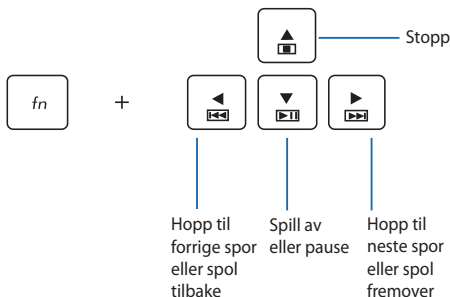 Stopp
fn
+
Hopp til
forrige spor
eller spol
tilbake
Spill av
eller pause
Hopp til
neste spor
eller spol
fremover